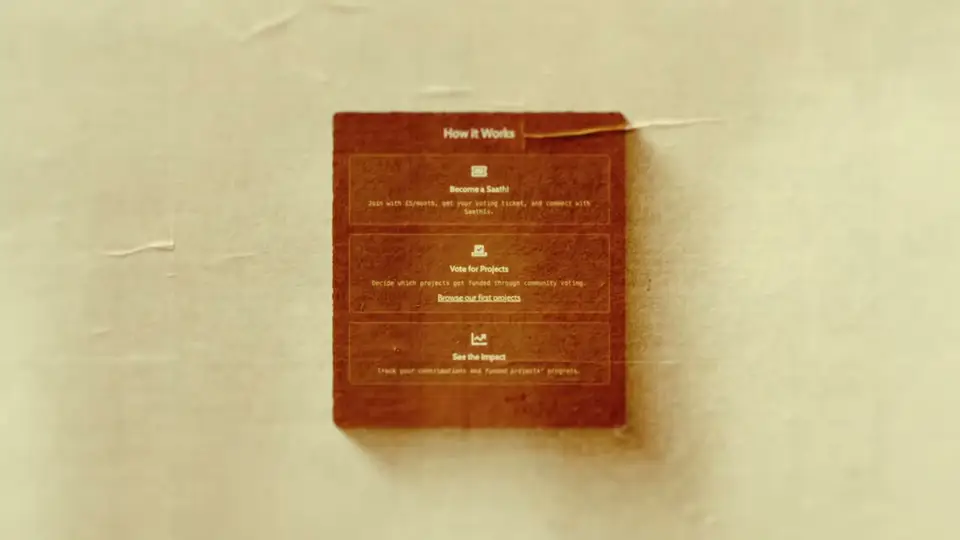 How it Works
Become a Saathi
Join with £5/month, get your voting ticket, and connect with
Saathis.
Vote for Projects
Decide which projects get funded through community voting.
Browse our first projects
See the Impact
Track your contributions and funded projects' progress.